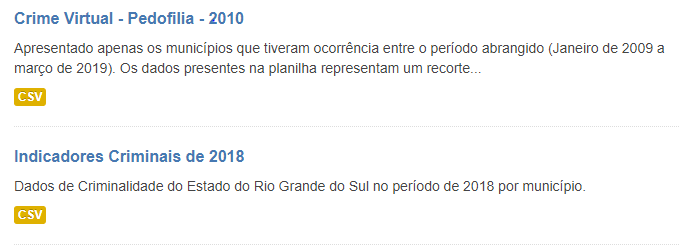 Crime Virtual - Pedofilia - 2010
Apresentado apenas os municípios que tiveram ocorrência entre o período abrangido (Janeiro de 2009 a
março de 2019). Os dados presentes na planilha representam um recorte...
CSV
Indicadores Criminais de 2018
Dados de Criminalidade do Estado do Rio Grande do Sul no período de 2018 por município.
CSV